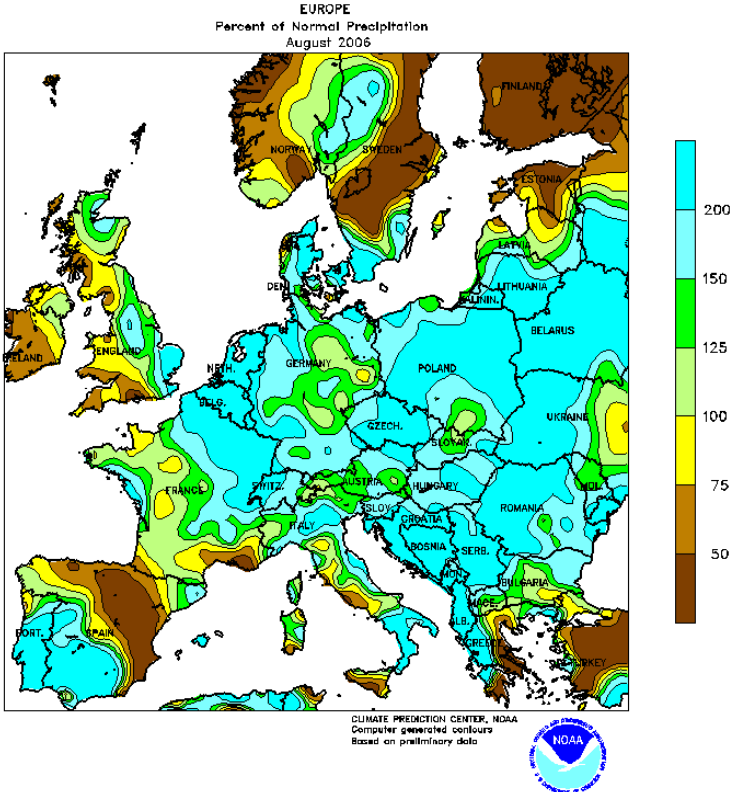 EUROPE
Percent of Normal Precipitation
August 2006
FINLAND
NORWAY
SWEDEN
ESTONIA
LATVIA
LITHUANIA
DEN.
KALININ.
BELARUS
ENGLAND
IRELAND
NETH.
GERMANY
POLAND
BELG.
UKRAINE
CZECH.
SLOVAK.
FRANCE
SWITZ.
AUSTRIA
HUNGARY
MOL.
SLOV.
ITALY
CROATIA
ROMANIA
BOSNIA
SERB.
MON.
BULGARIA
MACE.
PORT.
SPAIN
ALB.
GREECE
TURKEY
200
150
125
100
75
50
CLIMATE PREDICTION CENTER, NOAA
Computer generated contours
Based on preliminary data
NOAA